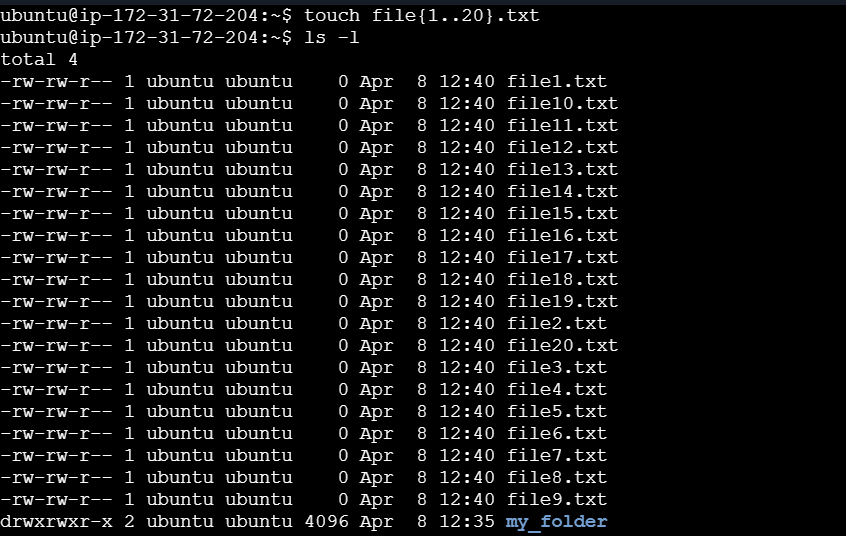 ubuntu@ip-172-31-72-204:~$ touch file{1..20}.txt
ubuntu@ip-172-31-72-204:~$ ls -l
total 4
-rw-rw-r-- 1 ubuntu ubuntu    0 Apr  8 12:40 file1.txt
-rw-rw-r-- 1 ubuntu ubuntu    0 Apr  8 12:40 file10.txt
-rw-rw-r-- 1 ubuntu ubuntu    0 Apr  8 12:40 file11.txt
-rw-rw-r-- 1 ubuntu ubuntu    0 Apr  8 12:40 file12.txt
-rw-rw-r-- 1 ubuntu ubuntu    0 Apr  8 12:40 file13.txt
-rw-rw-r-- 1 ubuntu ubuntu    0 Apr  8 12:40 file14.txt
-rw-rw-r-- 1 ubuntu ubuntu    0 Apr  8 12:40 file15.txt
-rw-rw-r-- 1 ubuntu ubuntu    0 Apr  8 12:40 file16.txt
-rw-rw-r-- 1 ubuntu ubuntu    0 Apr  8 12:40 file17.txt
-rw-rw-r-- 1 ubuntu ubuntu    0 Apr  8 12:40 file18.txt
-rw-rw-r-- 1 ubuntu ubuntu    0 Apr  8 12:40 file19.txt
-rw-rw-r-- 1 ubuntu ubuntu    0 Apr  8 12:40 file2.txt
-rw-rw-r-- 1 ubuntu ubuntu    0 Apr  8 12:40 file20.txt
-rw-rw-r-- 1 ubuntu ubuntu    0 Apr  8 12:40 file3.txt
-rw-rw-r-- 1 ubuntu ubuntu    0 Apr  8 12:40 file4.txt
-rw-rw-r-- 1 ubuntu ubuntu    0 Apr  8 12:40 file5.txt
-rw-rw-r-- 1 ubuntu ubuntu    0 Apr  8 12:40 file6.txt
-rw-rw-r-- 1 ubuntu ubuntu    0 Apr  8 12:40 file7.txt
-rw-rw-r-- 1 ubuntu ubuntu    0 Apr  8 12:40 file8.txt
-rw-rw-r-- 1 ubuntu ubuntu    0 Apr  8 12:40 file9.txt
drwxrwxr-x 2 ubuntu ubuntu 4096 Apr  8 12:35 my_folder